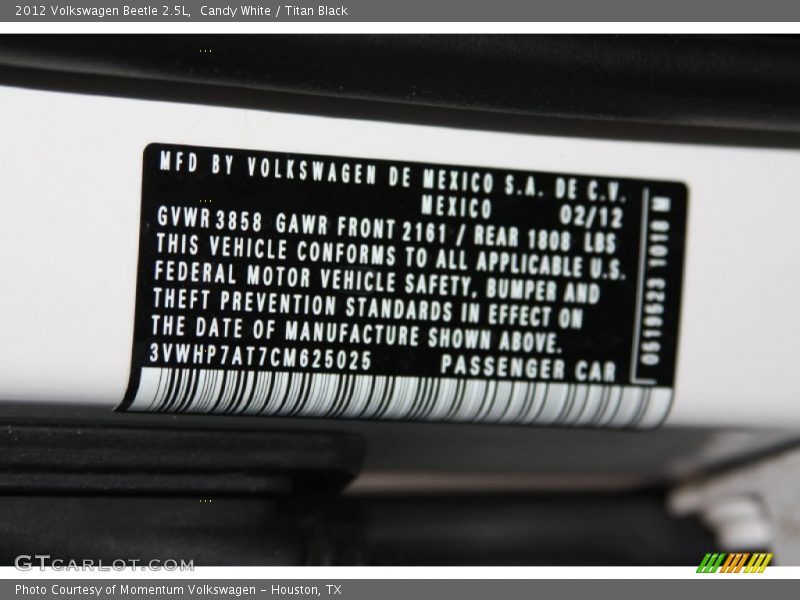 2012 Volkswagen Beetle 2.5L, Candy White / Titan Black
MFD BY VOLKSWAGEN DE MEXICO S.A. DE C.V.
MEXICO 02/12
GVWR 3858 GAWR FRONT 2161 / REAR 1808 LBS
THIS VEHICLE CONFORMS TO ALL APPLICABLE U.S.
FEDERAL MOTOR VEHICLE SAFETY, BUMPER AND
THEFT PREVENTION STANDARDS IN EFFECT ON
THE DATE OF MANUFACTURE SHOWN ABOVE.
3VWHP7AT7CM625025 PASSENGER CAR
0519523 1018 M
GTCARLOT.COM
Photo Courtesy of Momentum Volkswagen - Houston, TX